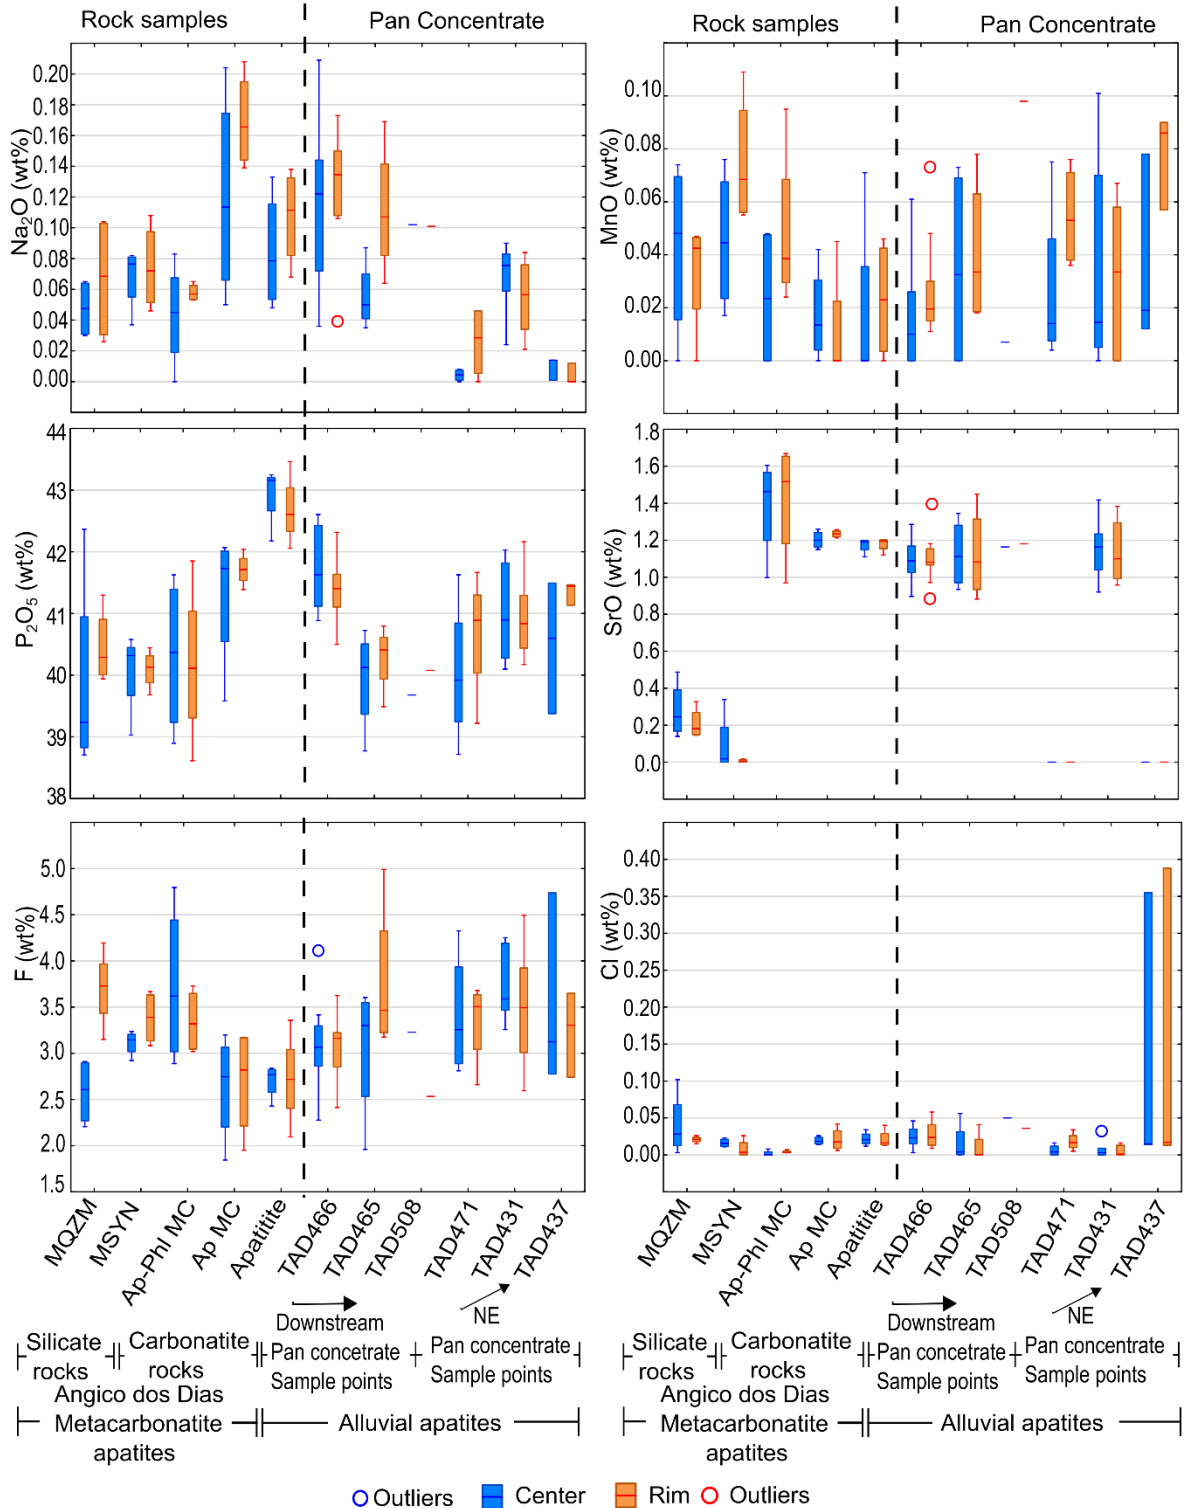 Rock samples
Pan Concentrate
Rock samples
Pan Concentrate
Na₂O (wt%)
0.20
0.18
0.16
0.14
0.12
0.10
0.08
0.06
0.04
0.02
0.00
MnO (wt%)
0.10
0.08
0.06
0.04
0.02
0.00
P₂O₅ (wt%)
44
43
42
41
40
39
38
SrO (wt%)
1.8
1.6
1.4
1.2
1.0
0.8
0.6
0.4
0.2
0.0
F (wt%)
5.0
4.5
4.0
3.5
3.0
2.5
2.0
1.5
Cl (wt%)
0.40
0.35
0.30
0.25
0.20
0.15
0.10
0.05
0.00
MQZM
MSYN
Ap-Phl MC
Ap MC
Apatitite
TAD466
TAD465
TAD508
TAD471
TAD431
TAD437
MQZM
MSYN
Ap-Phl MC
Ap MC
Apatitite
TAD466
TAD465
TAD508
TAD471
TAD431
TAD437
Downstream
NE
Silicate
rocks
Carbonatite
rocks
Pan concetrate
Sample points
Pan concentrate
Sample points
Angico dos Dias
Metacarbonatite
apatites
Alluvial apatites
Downstream
NE
Silicate
rocks
Carbonatite
rocks
Pan concetrate
Sample points
Pan concentrate
Sample points
Angico dos Dias
Metacarbonatite
apatites
Alluvial apatites
Outliers
Center
Rim
Outliers